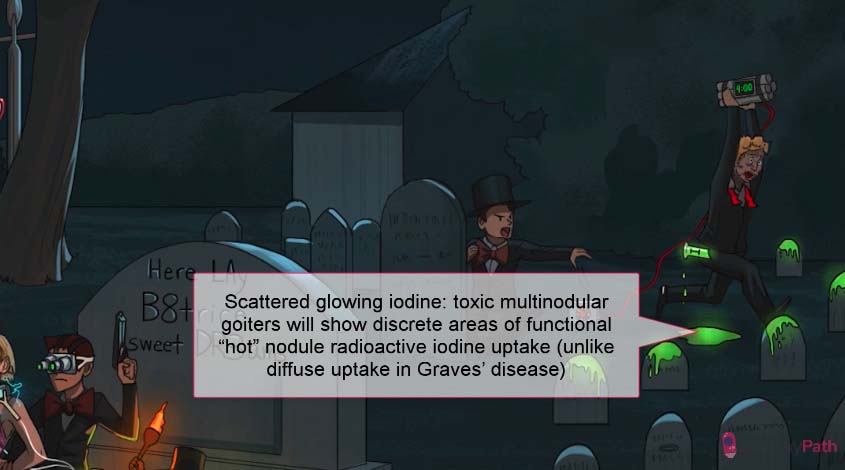 4:00
Here LAy
B8trice
sweet
Scattered glowing iodine: toxic multinodular
goiters will show discrete areas of functional
“hot” nodule radioactive iodine uptake (unlike
diffuse uptake in Graves’ disease)
Path